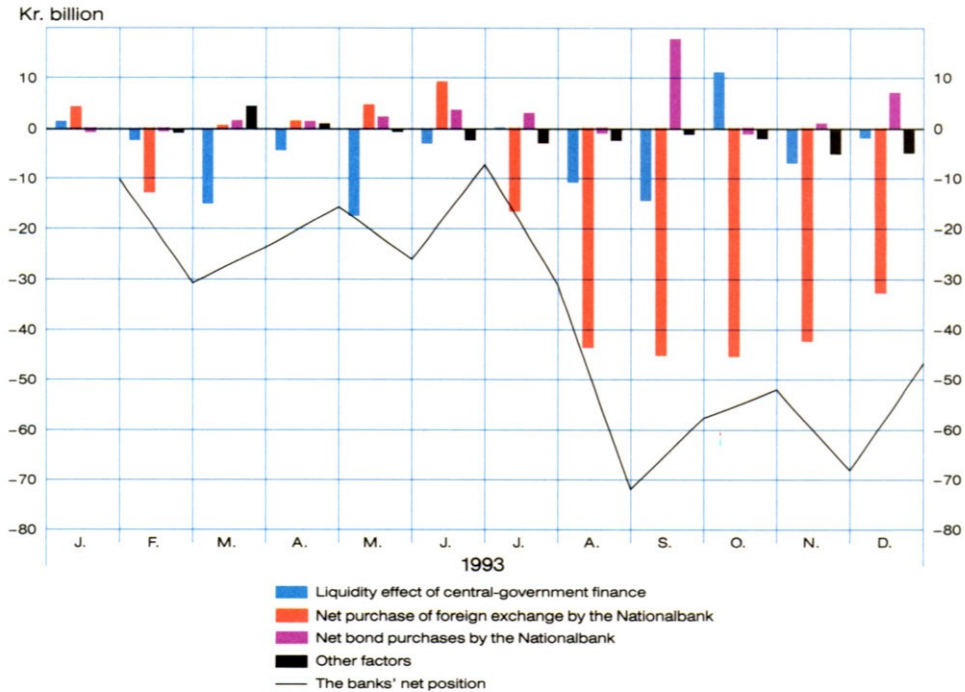 Kr. billion
10 10
0 0
-10 -10
-20 -20
-30 -30
-40 -40
-50 -50
-60 -60
-70 -70
-80 -80
J. F. M. A. M. J. J. A. S. O. N. D.
1993
Liquidity effect of central-government finance
Net purchase of foreign exchange by the Nationalbank
Net bond purchases by the Nationalbank
Other factors
The banks' net position